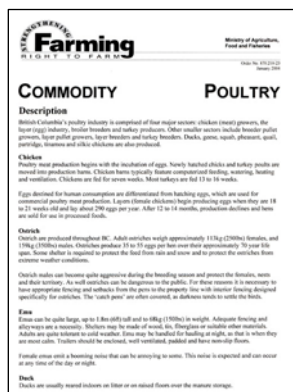 STRENGTHENING
Farming
RIGHT TO FARM
Ministry of Agriculture,
Food and Fisheries
Order No. 870.218-23
January 2004
COMMODITY POULTRY
Description
British Columbia's poultry industry is comprised of four major sectors: chicken (meat) growers, the
layer (egg) industry, broiler breeders and turkey producers. Other smaller sectors include breeder pullet
growers, layer pullet growers, layer breeders and turkey breeders. Ducks, geese, squab, pheasant, quail,
partridge, tinamou and silkie chickens are also produced.
Chicken
Poultry meat production begins with the incubation of eggs. Newly hatched chicks and turkey poults are
moved into production barns. Chicken barns typically feature computerized feeding, watering, heating
and ventilation. Chickens are fed for seven weeks. Most turkeys are fed 13 to 16 weeks.
Eggs destined for human consumption are differentiated from hatching eggs, which are used for
commercial poultry meat production. Layers (female chickens) begin producing eggs when they are 18
to 21 weeks old and lay about 290 eggs per year. After 12 to 14 months, production declines and hens
are sold for use in processed foods.
Ostrich
Ostrich are produced throughout BC. Adult ostriches weigh approximately 113kg (250lbs) females, and
159kg (350lbs) males. Ostriches produce 35 to 55 eggs per hen over their approximately 70 year life
span. Some shelter is required to protect the feed from rain and snow and to protect the ostriches from
extreme weather conditions.
Ostrich males can become quite aggressive during the breeding season and protect the females, nests
and their territory. As well ostriches can be dangerous to the public. For these reasons it is necessary to
have appropriate fencing and setbacks from the pens to the property line with interior fencing designed
specifically for ostriches. The 'catch pens' are often covered, as darkness tends to settle the birds.
Emu
Emus can be quite large, up to 1.8m (6ft) tall and to 68kg (150lbs) in weight. Adequate fencing and
alleyways are a necessity. Shelters may be made of wood, tin, fiberglass or suitable other materials.
Adults are quite tolerant to cold weather. Emu may be handled for hauling at night, as that is when they
are most calm. Trailers should be enclosed, well ventilated, padded and have non-slip floors.
Female emus emit a booming noise that can be annoying to some. This noise is expected and can occur
at any time of the day or night.
Duck
Ducks are usually reared indoors on litter or on raised floors over the manure storage.